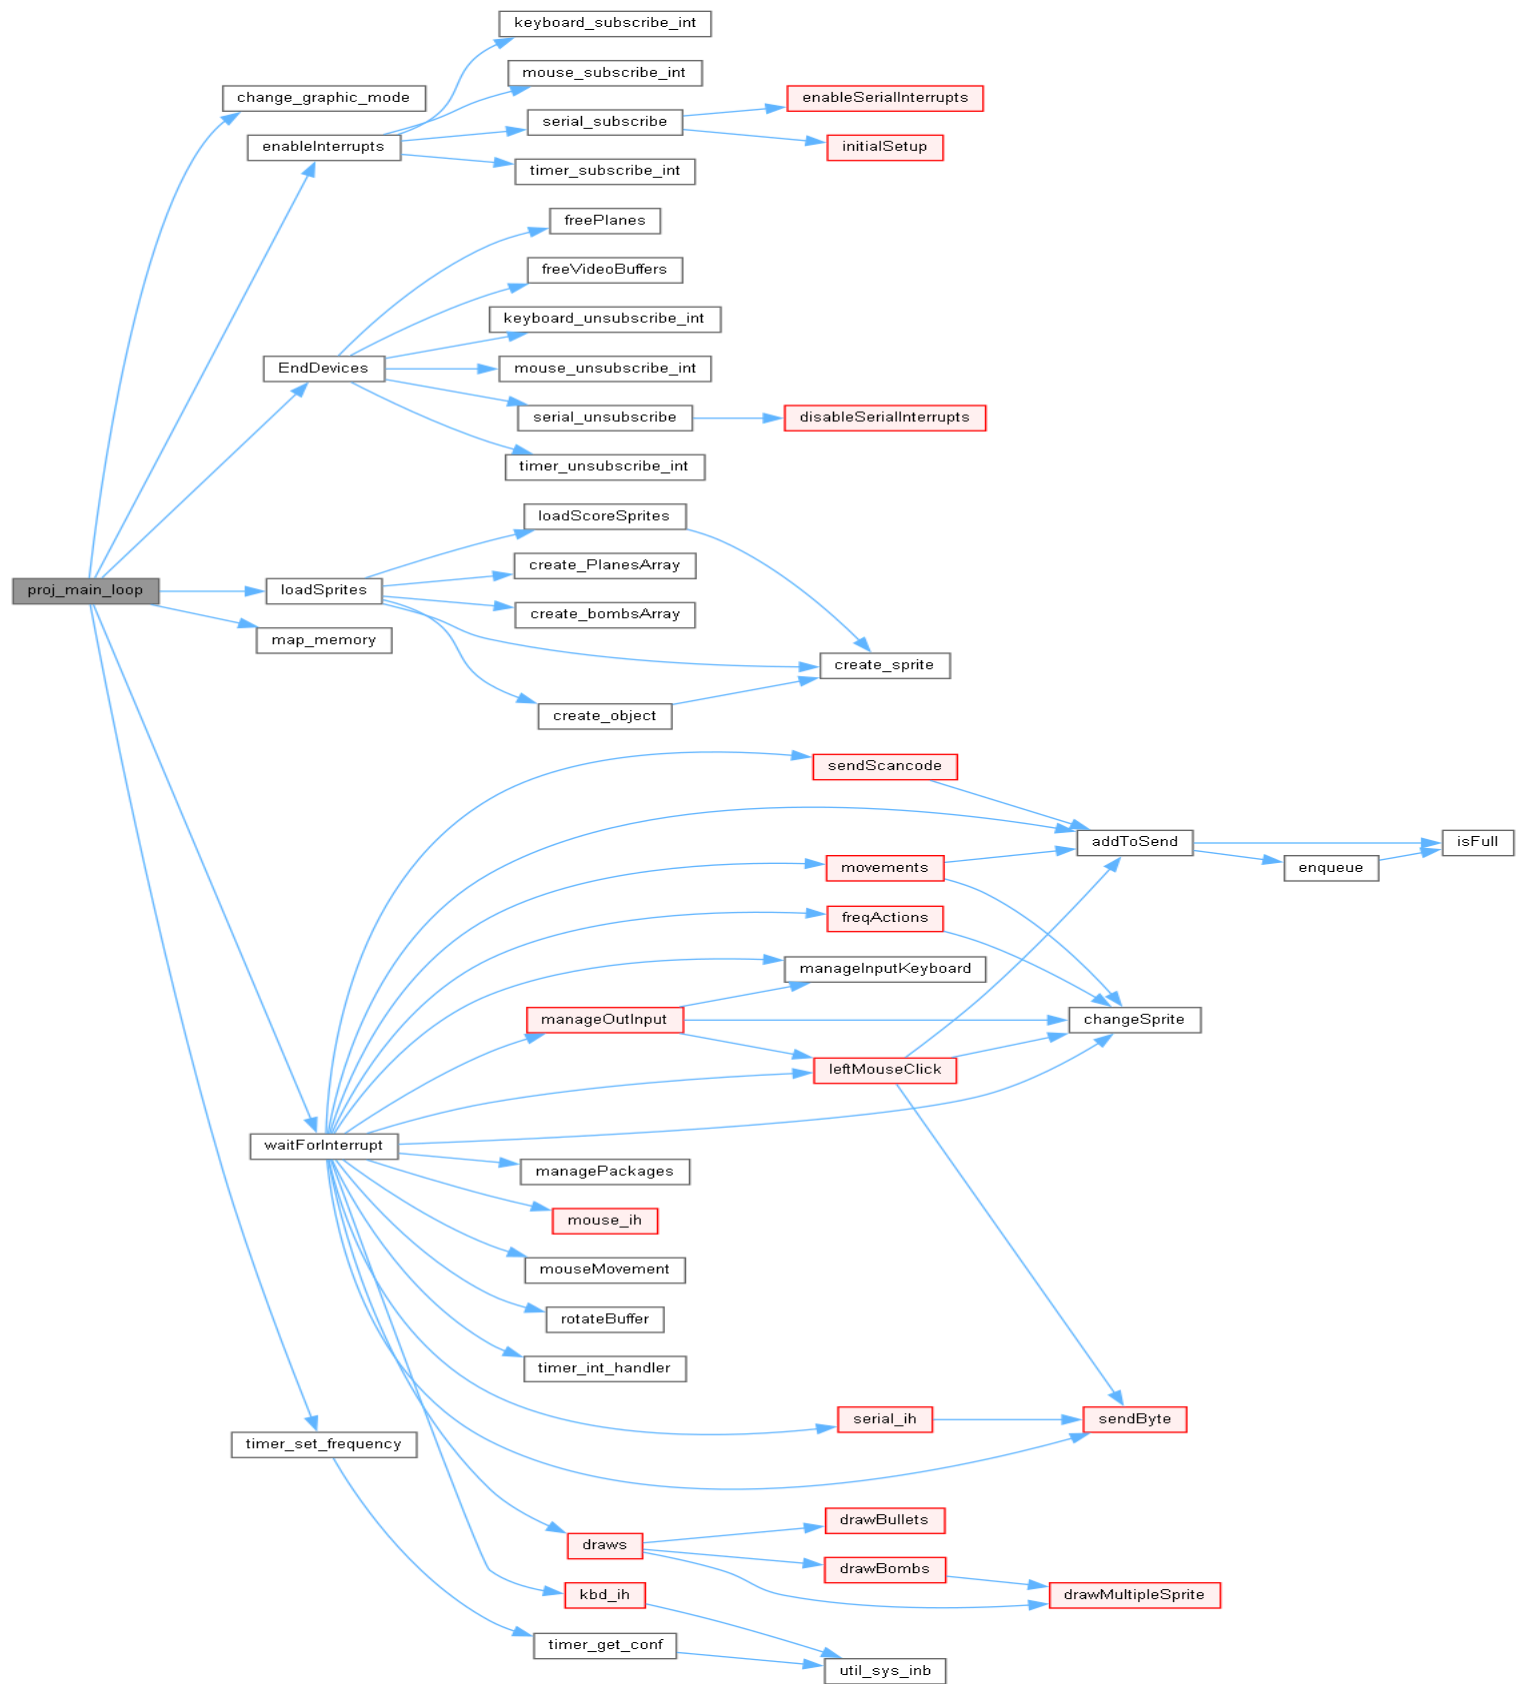 keyboard_subscribe_int
mouse_subscribe_int
change_graphic_mode
enableSerialInterrupts
serial_subscribe
enableInterrupts
initialSetup
timer_subscribe_int
freePlanes
freeVideoBuffers
keyboard_unsubscribe_int
EndDevices
mouse_unsubscribe_int
serial_unsubscribe
disableSerialInterrupts
timer_unsubscribe_int
loadScoreSprites
create_PlanesArray
proj_main_loop
loadSprites
create_bombsArray
map_memory
create_sprite
create_object
sendScancode
addToSend
isFull
movements
enqueue
freqActions
manageInputKeyboard
manageOutInput
changeSprite
leftMouseClick
waitForInterrupt
managePackages
mouse_ih
mouseMovement
rotateBuffer
timer_int_handler
serial_ih
sendByte
timer_set_frequency
drawBullets
draws
drawBombs
kbd_ih
drawMultipleSprite
timer_get_conf
util_sys_inb